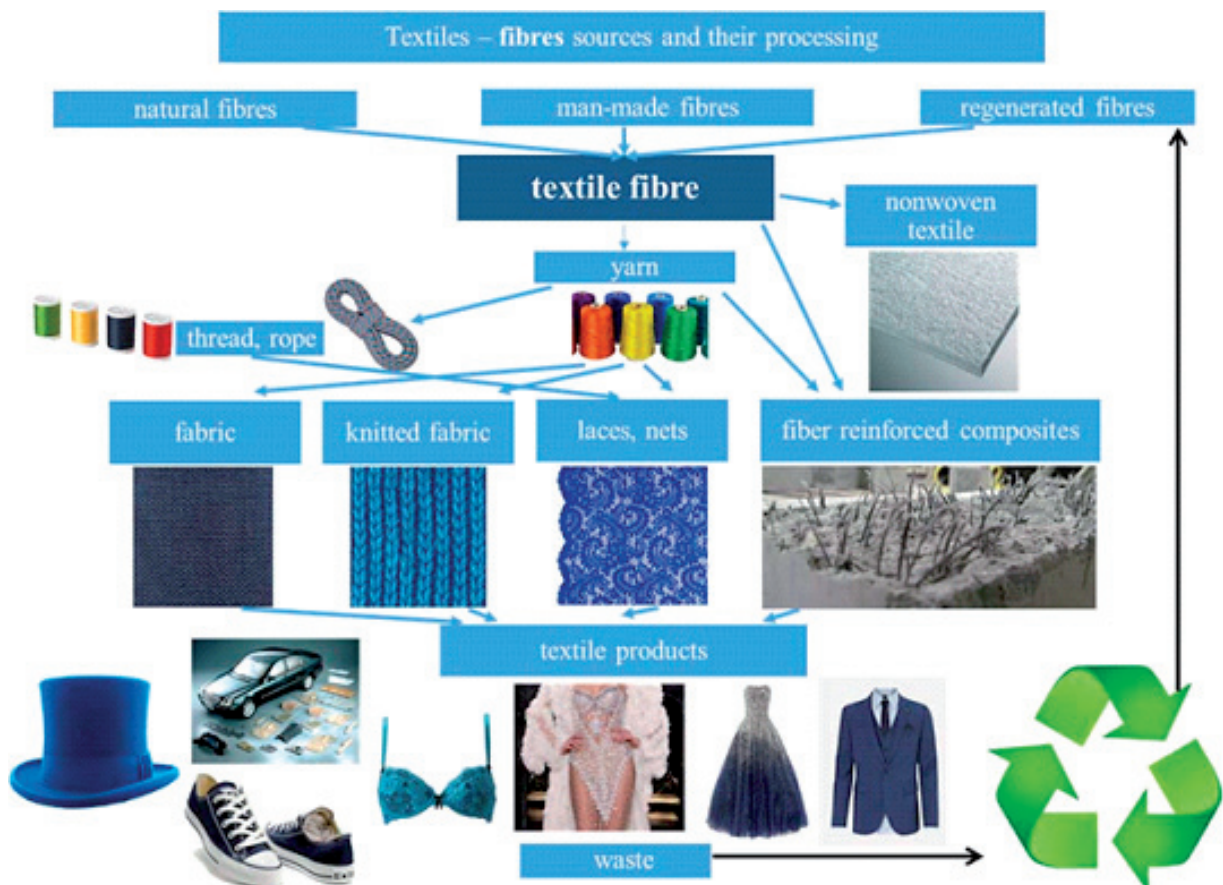 Textiles – fibres sources and their processing
natural fibres
man-made fibres
regenerated fibres
textile fibre
nonwoven
textile
yarn
thread, rope
fabric
knitted fabric
laces, nets
fiber reinforced composites
textile products
waste